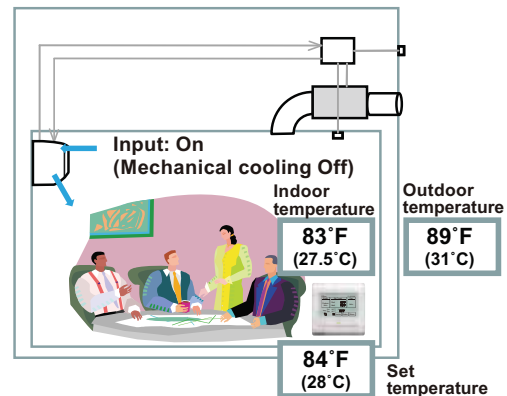 Input: On
(Mechanical cooling Off)
Indoor
temperature
83˚F
(27.5˚C)
Outdoor
temperature
89˚F
(31˚C)
84˚F
(28˚C)
Set
temperature